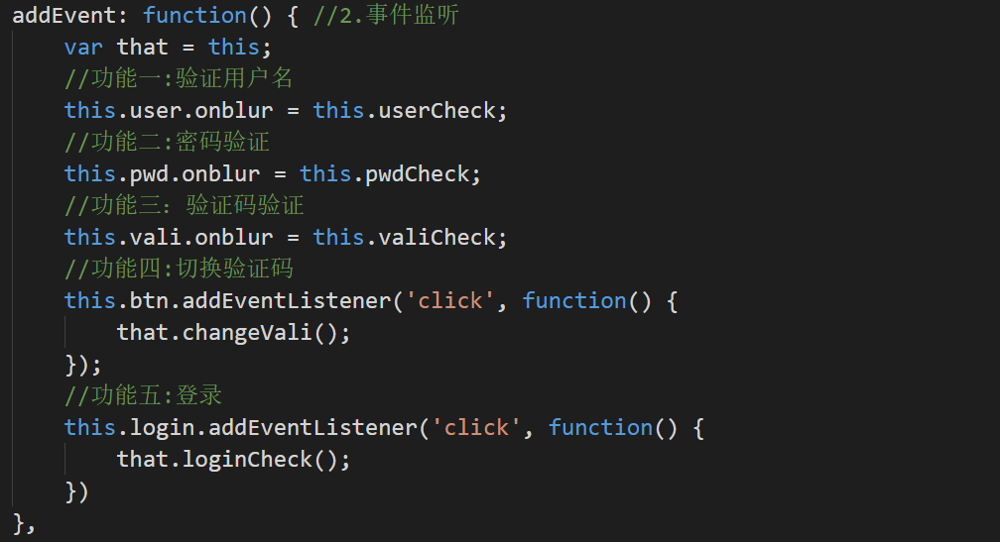 addEvent: function() { //2.事件监听
var that = this;
//功能一:验证用户名
this.user.onblur = this.userCheck;
//功能二:密码验证
this.pwd.onblur = this.pwdCheck;
//功能三：验证码验证
this.vali.onblur = this.valiCheck;
//功能四:切换验证码
this.btn.addEventListener('click', function() {
that.changeVali();
});
//功能五:登录
this.login.addEventListener('click', function() {
that.loginCheck();
})
},